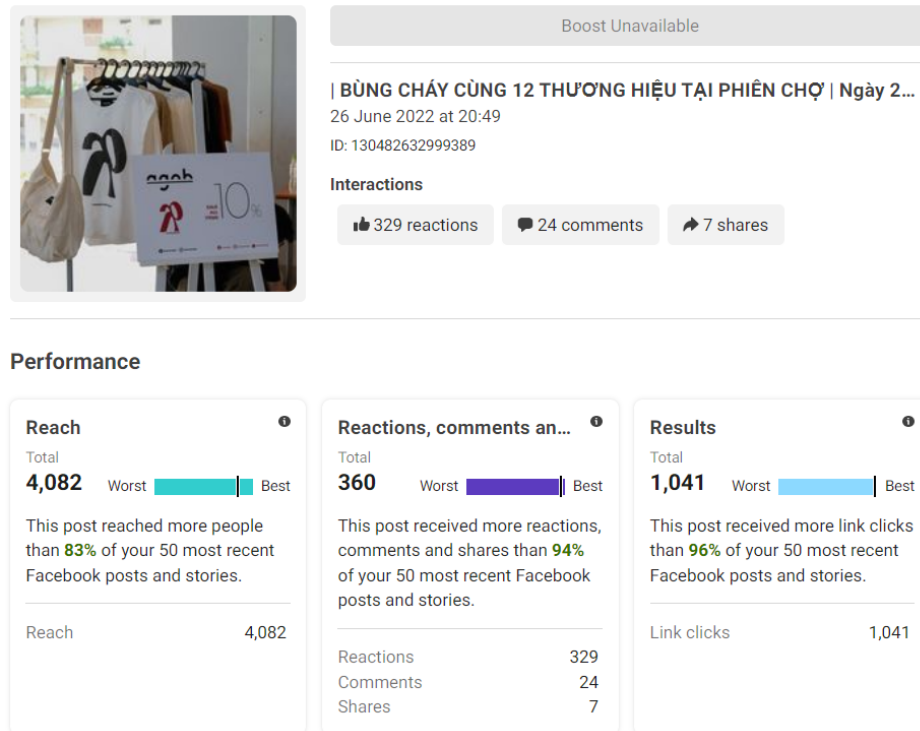 Boost Unavailable
| BÙNG CHÁY CÙNG 12 THƯƠNG HIỆU TẠI PHIÊN CHỢ | Ngày 2...
26 June 2022 at 20:49
ID: 130482632999389
Interactions
329 reactions
24 comments
7 shares
agoh
10%
Performance
Reach
Total
4,082
Worst
Best
This post reached more people
than 83% of your 50 most recent
Facebook posts and stories.
Reach 4,082
Reactions, comments an...
Total
360
Worst
Best
This post received more reactions,
comments and shares than 94%
of your 50 most recent Facebook
posts and stories.
Reactions 329
Comments 24
Shares 7
Results
Total
1,041
Worst
Best
This post received more link clicks
than 96% of your 50 most recent
Facebook posts and stories.
Link clicks 1,041